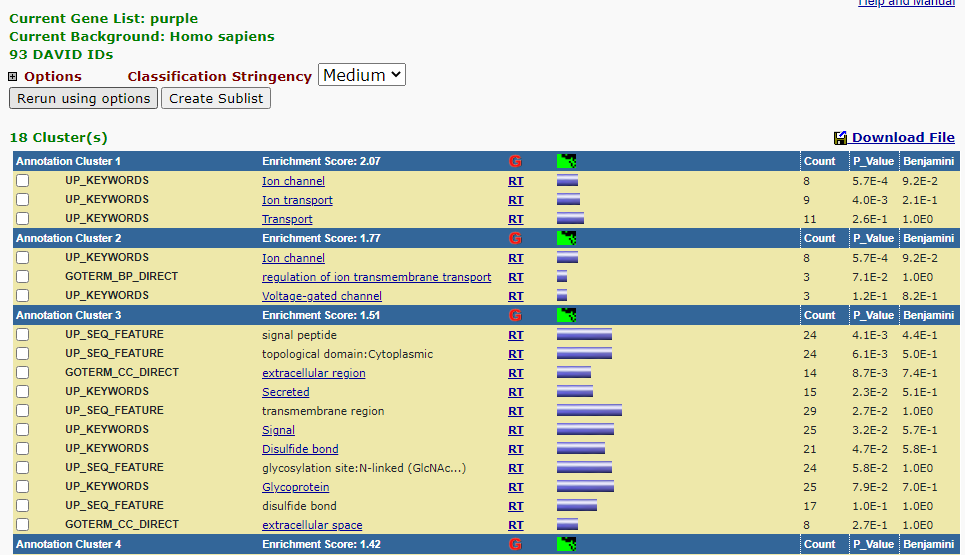 Help and Manual
Current Gene List: purple
Current Background: Homo sapiens
93 DAVID IDs
Options Classification Stringency Medium
Rerun using options Create Sublist
18 Cluster(s) Download File
Annotation Cluster 1 Enrichment Score: 2.07 G Count P_Value Benjamini
UP_KEYWORDS Ion channel RT 8 5.7E-4 9.2E-2
UP_KEYWORDS Ion transport RT 9 4.0E-3 2.1E-1
UP_KEYWORDS Transport RT 11 2.6E-1 1.0E0
Annotation Cluster 2 Enrichment Score: 1.77 G Count P_Value Benjamini
UP_KEYWORDS Ion channel RT 8 5.7E-4 9.2E-2
GOTERM_BP_DIRECT regulation of ion transmembrane transport RT 3 7.1E-2 1.0E0
UP_KEYWORDS Voltage-gated channel RT 3 1.2E-1 8.2E-1
Annotation Cluster 3 Enrichment Score: 1.51 G Count P_Value Benjamini
UP_SEQ_FEATURE signal peptide RT 24 4.1E-3 4.4E-1
UP_SEQ_FEATURE topological domain:Cytoplasmic RT 24 6.1E-3 5.0E-1
GOTERM_CC_DIRECT extracellular region RT 14 8.7E-3 7.4E-1
UP_KEYWORDS Secreted RT 15 2.3E-2 5.1E-1
UP_SEQ_FEATURE transmembrane region RT 29 2.7E-2 1.0E0
UP_KEYWORDS Signal RT 25 3.2E-2 5.7E-1
UP_KEYWORDS Disulfide bond RT 21 4.7E-2 5.8E-1
UP_SEQ_FEATURE glycosylation site:N-linked (GlcNAc...) RT 24 5.8E-2 1.0E0
UP_KEYWORDS Glycoprotein RT 25 7.9E-2 7.0E-1
UP_SEQ_FEATURE disulfide bond RT 17 1.0E-1 1.0E0
GOTERM_CC_DIRECT extracellular space RT 8 2.7E-1 1.0E0
Annotation Cluster 4 Enrichment Score: 1.42 G Count P_Value Benjamini